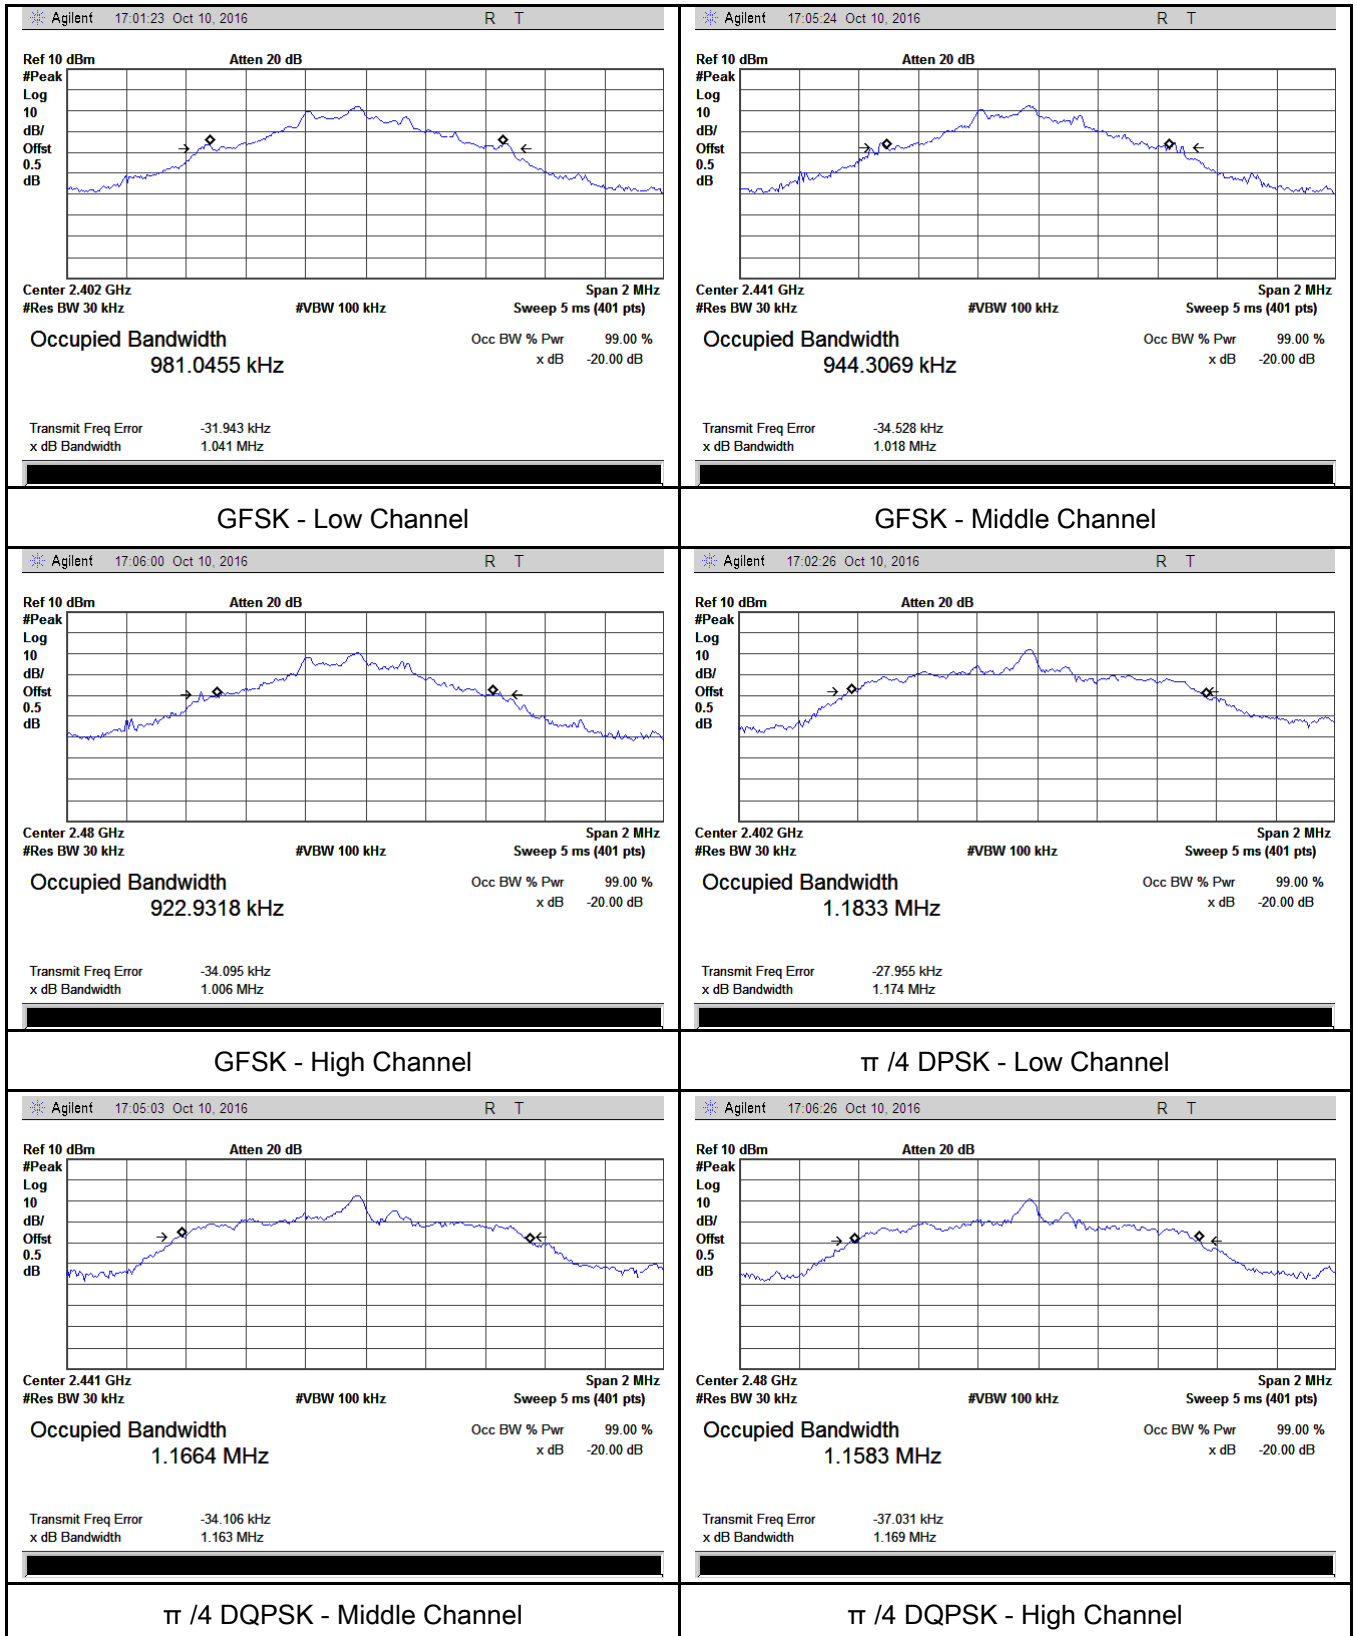 Agilent 17:01:23 Oct 10, 2016 R T
Ref 10 dBm Atten 20 dB
#Peak
Log
10
dB/
Offst
0.5
dB
Center 2.402 GHz Span 2 MHz
#Res BW 30 kHz #VBW 100 kHz Sweep 5 ms (401 pts)
Occupied Bandwidth Occ BW % Pwr 99.00 %
981.0455 kHz x dB -20.00 dB
Transmit Freq Error -31.943 kHz
x dB Bandwidth 1.041 MHz
GFSK - Low Channel
Agilent 17:05:24 Oct 10, 2016 R T
Ref 10 dBm Atten 20 dB
#Peak
Log
10
dB/
Offst
0.5
dB
Center 2.441 GHz Span 2 MHz
#Res BW 30 kHz #VBW 100 kHz Sweep 5 ms (401 pts)
Occupied Bandwidth Occ BW % Pwr 99.00 %
944.3069 kHz x dB -20.00 dB
Transmit Freq Error -34.528 kHz
x dB Bandwidth 1.018 MHz
GFSK - Middle Channel
Agilent 17:06:00 Oct 10, 2016 R T
Ref 10 dBm Atten 20 dB
#Peak
Log
10
dB/
Offst
0.5
dB
Center 2.48 GHz Span 2 MHz
#Res BW 30 kHz #VBW 100 kHz Sweep 5 ms (401 pts)
Occupied Bandwidth Occ BW % Pwr 99.00 %
922.9318 kHz x dB -20.00 dB
Transmit Freq Error -34.095 kHz
x dB Bandwidth 1.006 MHz
GFSK - High Channel
Agilent 17:02:26 Oct 10, 2016 R T
Ref 10 dBm Atten 20 dB
#Peak
Log
10
dB/
Offst
0.5
dB
Center 2.402 GHz Span 2 MHz
#Res BW 30 kHz #VBW 100 kHz Sweep 5 ms (401 pts)
Occupied Bandwidth Occ BW % Pwr 99.00 %
1.1833 MHz x dB -20.00 dB
Transmit Freq Error -27.955 kHz
x dB Bandwidth 1.174 MHz
π /4 DPSK - Low Channel
Agilent 17:05:03 Oct 10, 2016 R T
Ref 10 dBm Atten 20 dB
#Peak
Log
10
dB/
Offst
0.5
dB
Center 2.441 GHz Span 2 MHz
#Res BW 30 kHz #VBW 100 kHz Sweep 5 ms (401 pts)
Occupied Bandwidth Occ BW % Pwr 99.00 %
1.1664 MHz x dB -20.00 dB
Transmit Freq Error -34.106 kHz
x dB Bandwidth 1.163 MHz
π /4 DQPSK - Middle Channel
Agilent 17:06:26 Oct 10, 2016 R T
Ref 10 dBm Atten 20 dB
#Peak
Log
10
dB/
Offst
0.5
dB
Center 2.48 GHz Span 2 MHz
#Res BW 30 kHz #VBW 100 kHz Sweep 5 ms (401 pts)
Occupied Bandwidth Occ BW % Pwr 99.00 %
1.1583 MHz x dB -20.00 dB
Transmit Freq Error -37.031 kHz
x dB Bandwidth 1.169 MHz
π /4 DQPSK - High Channel